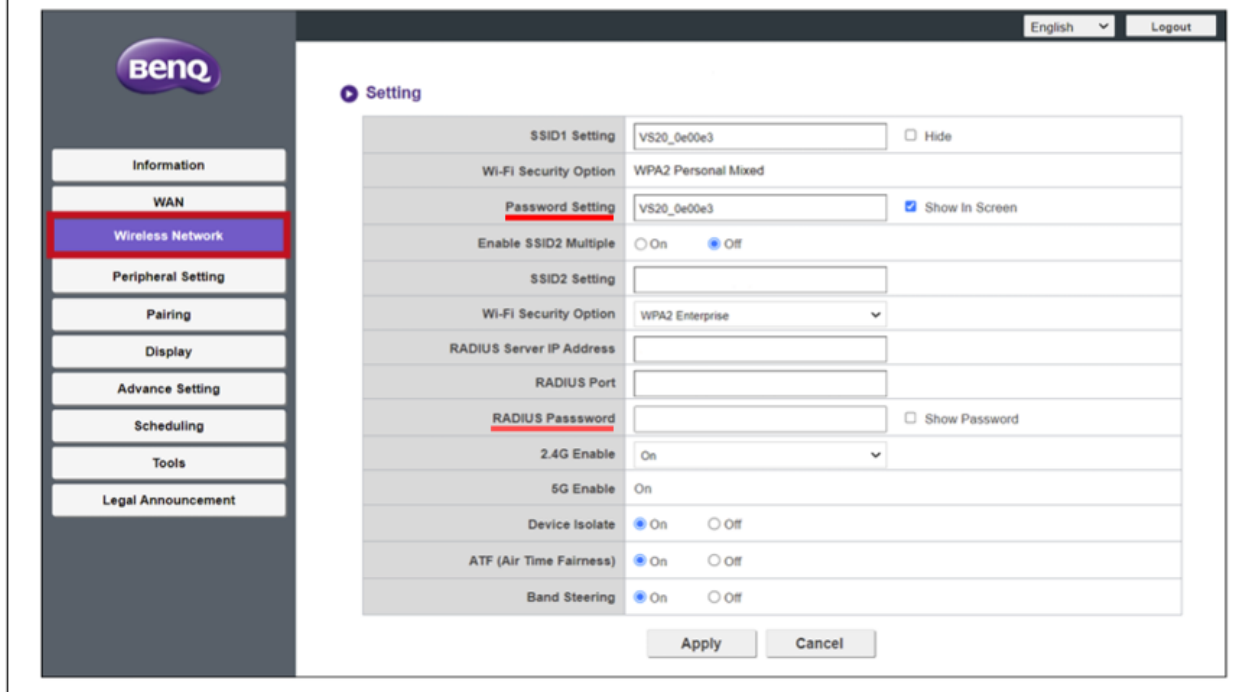 English Logout
BenQ
Setting
SSID1 Setting VS20_0e00e3 Hide
Information
Wi-Fi Security Option WPA2 Personal Mixed
WAN
Password Setting VS20_0e00e3 Show In Screen
Wireless Network
Enable SSID2 Multiple On Off
Peripheral Setting
SSID2 Setting
Pairing
Wi-Fi Security Option WPA2 Enterprise
Display
RADIUS Server IP Address
RADIUS Port
Advance Setting
RADIUS Passsword Show Password
Scheduling
2.4G Enable On
Tools
5G Enable On
Legal Announcement
Device Isolate On Off
ATF (Air Time Fairness) On Off
Band Steering On Off
Apply Cancel